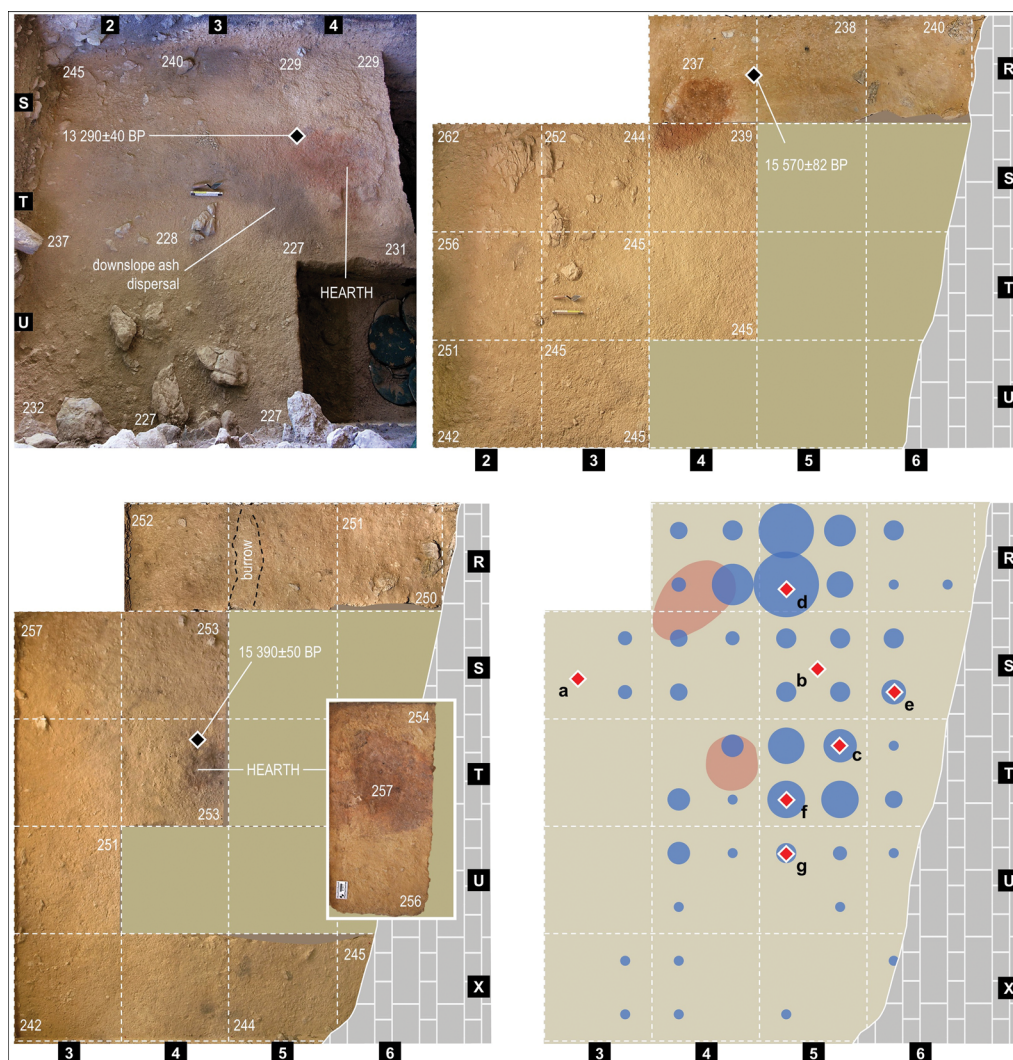 2
3
4
245
240
229
229
S
13 290±40 BP
T
237
228
227
231
downslope ash
dispersal
HEARTH
U
232
227
227
237
238
240
R
15 570±82 BP
262
252
244
239
S
256
245
T
245
251
245
242
245
U
2
3
4
5
6
252
burrow
251
250
R
257
253
15 390±50 BP
S
HEARTH
254
257
T
253
251
256
U
245
X
242
244
3
4
5
6
R
d
a
b
e
S
c
T
f
g
U
X
3
4
5
6